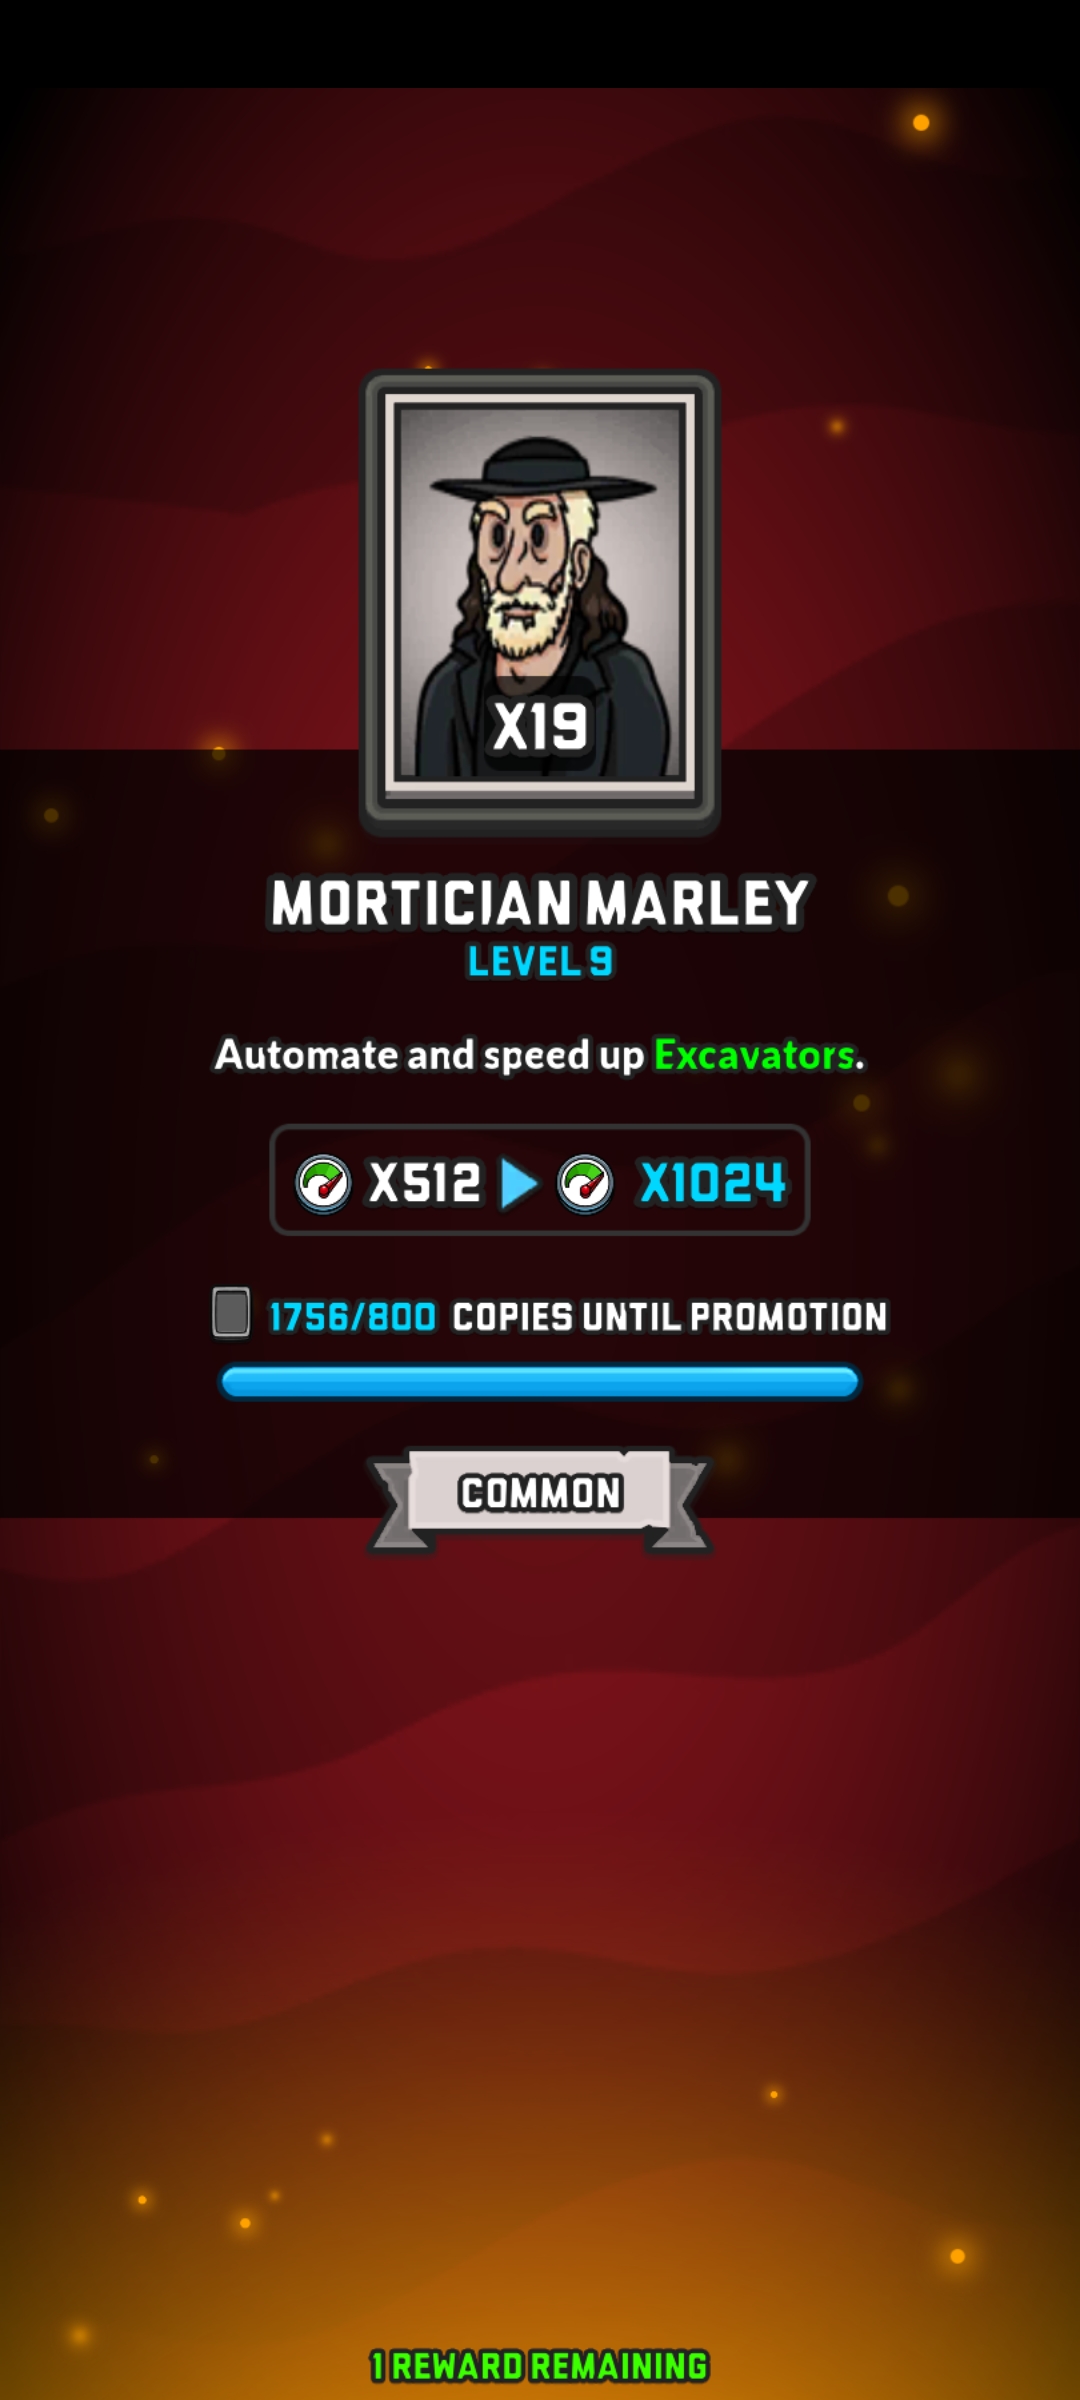 X19
MORTICIAN MARLEY
LEVEL 9
Automate and speed up Excavators.
X512 X1024
1756/800 COPIES UNTIL PROMOTION
COMMON
1 REWARD REMAINING